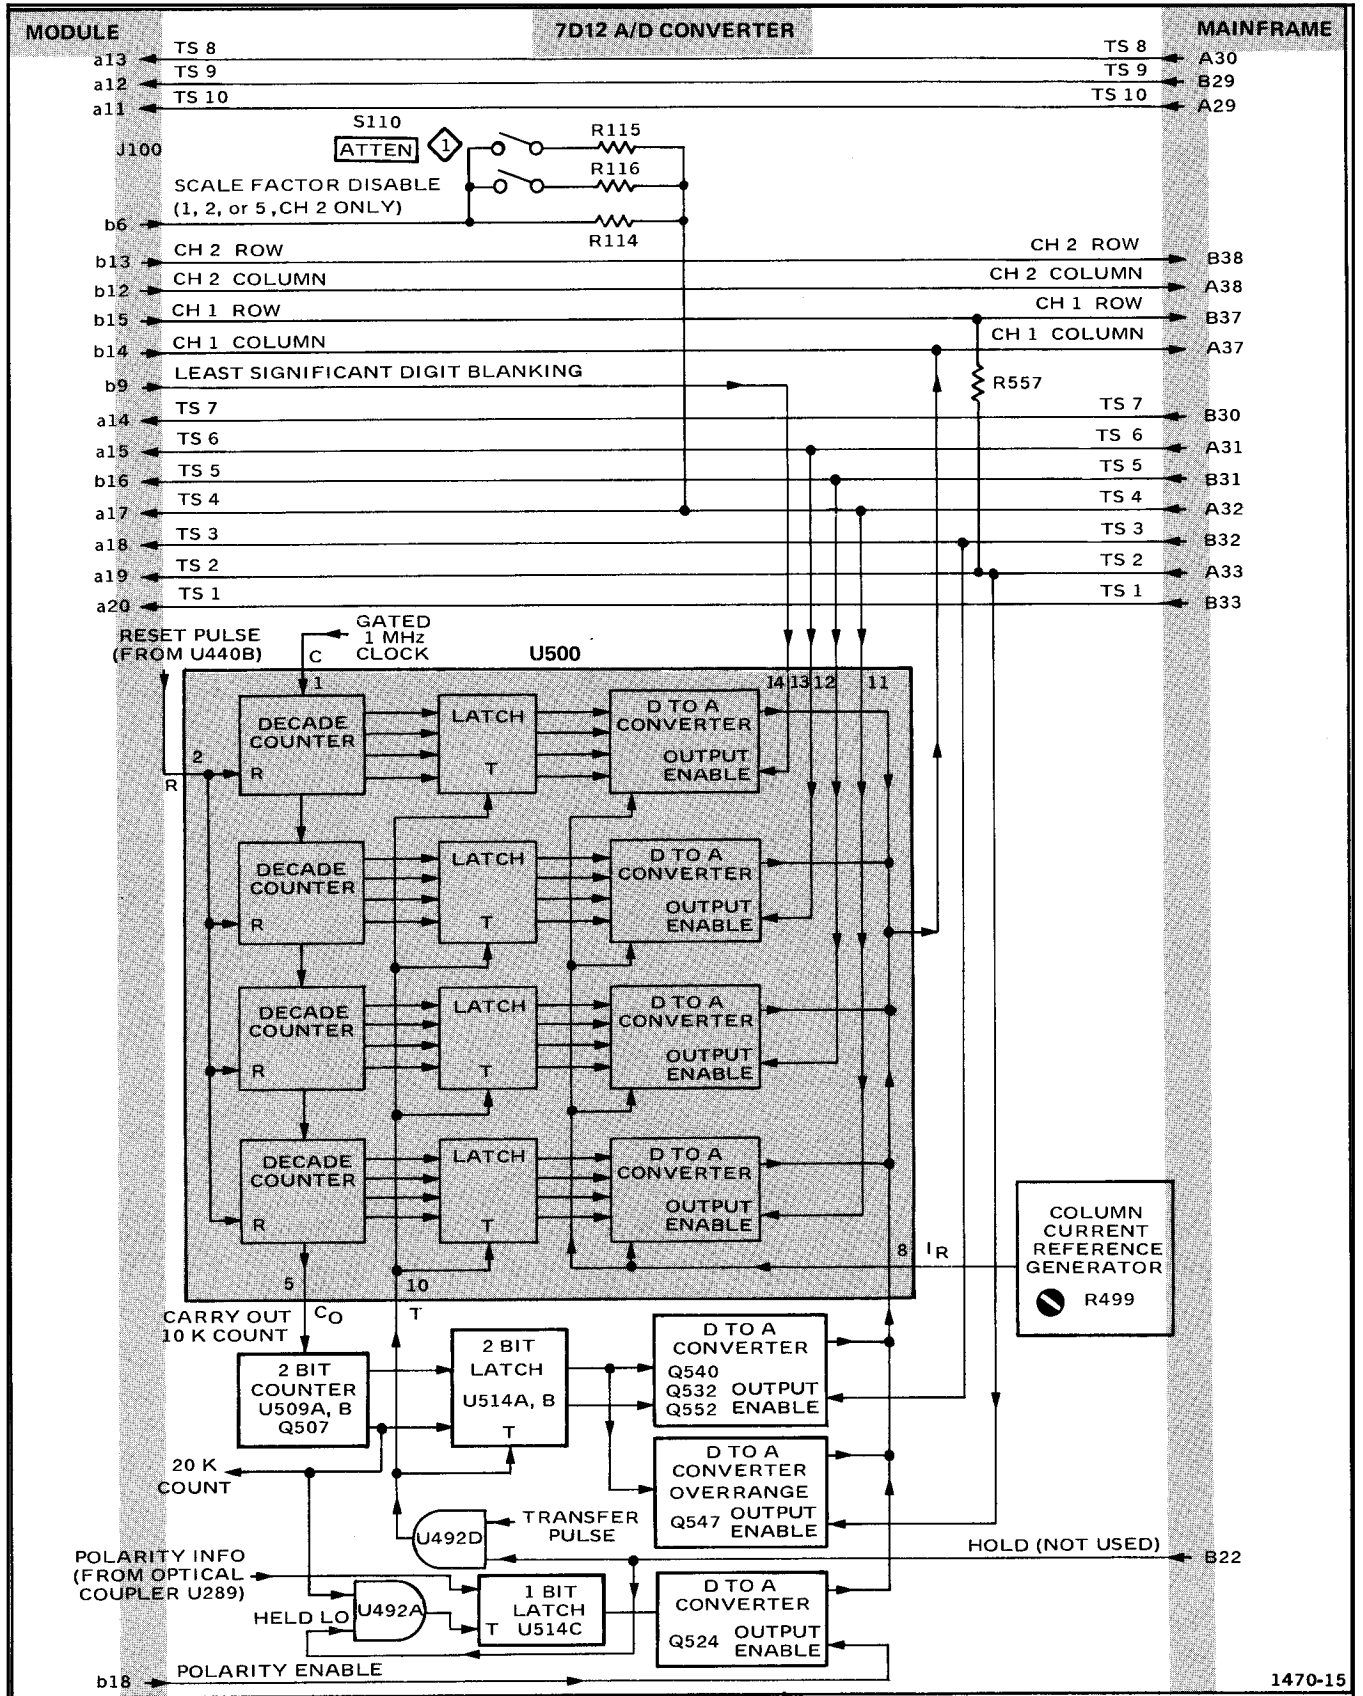 MODULE 7D12 A/D CONVERTER MAINFRAME
a13 TS 8 TS 8 A30
a12 TS 9 TS 9 B29
a11 TS 10 TS 10 A29
S110
ATTEN 1 R115
J100
R116
SCALE FACTOR DISABLE
(1, 2, or 5, CH 2 ONLY)
b6 R114
b13 CH 2 ROW CH 2 ROW B38
b12 CH 2 COLUMN CH 2 COLUMN A38
b15 CH 1 ROW CH 1 ROW B37
b14 CH 1 COLUMN CH 1 COLUMN A37
b9 LEAST SIGNIFICANT DIGIT BLANKING
R557
a14 TS 7 TS 7 B30
a15 TS 6 TS 6 A31
b16 TS 5 TS 5 B31
a17 TS 4 TS 4 A32
a18 TS 3 TS 3 B32
a19 TS 2 TS 2 A33
a20 TS 1 TS 1 B33
RESET PULSE
(FROM U440B)
GATED
1 MHz
CLOCK
C
U500
1 14 13 12 11
2
R
DECADE
COUNTER
R
LATCH
T
D TO A
CONVERTER
OUTPUT
ENABLE
DECADE
COUNTER
R
LATCH
T
D TO A
CONVERTER
OUTPUT
ENABLE
DECADE
COUNTER
R
LATCH
T
D TO A
CONVERTER
OUTPUT
ENABLE
DECADE
COUNTER
R
LATCH
T
D TO A
CONVERTER
OUTPUT
ENABLE
8 IR
COLUMN
CURRENT
REFERENCE
GENERATOR
R499
5 10
CARRY OUT
10 K COUNT
CO
T
2 BIT
COUNTER
U509A, B
Q507
2 BIT
LATCH
U514A, B
T
D TO A
CONVERTER
Q540
Q532 OUTPUT
Q552 ENABLE
20 K
COUNT
D TO A
CONVERTER
OVERRANGE
Q547 OUTPUT
ENABLE
U492D
TRANSFER
PULSE
HOLD (NOT USED) B22
POLARITY INFO
(FROM OPTICAL
COUPLER U289)
HELD LO
U492A
1 BIT
LATCH
T U514C
D TO A
CONVERTER
Q524 OUTPUT
ENABLE
b18 POLARITY ENABLE
1470-15